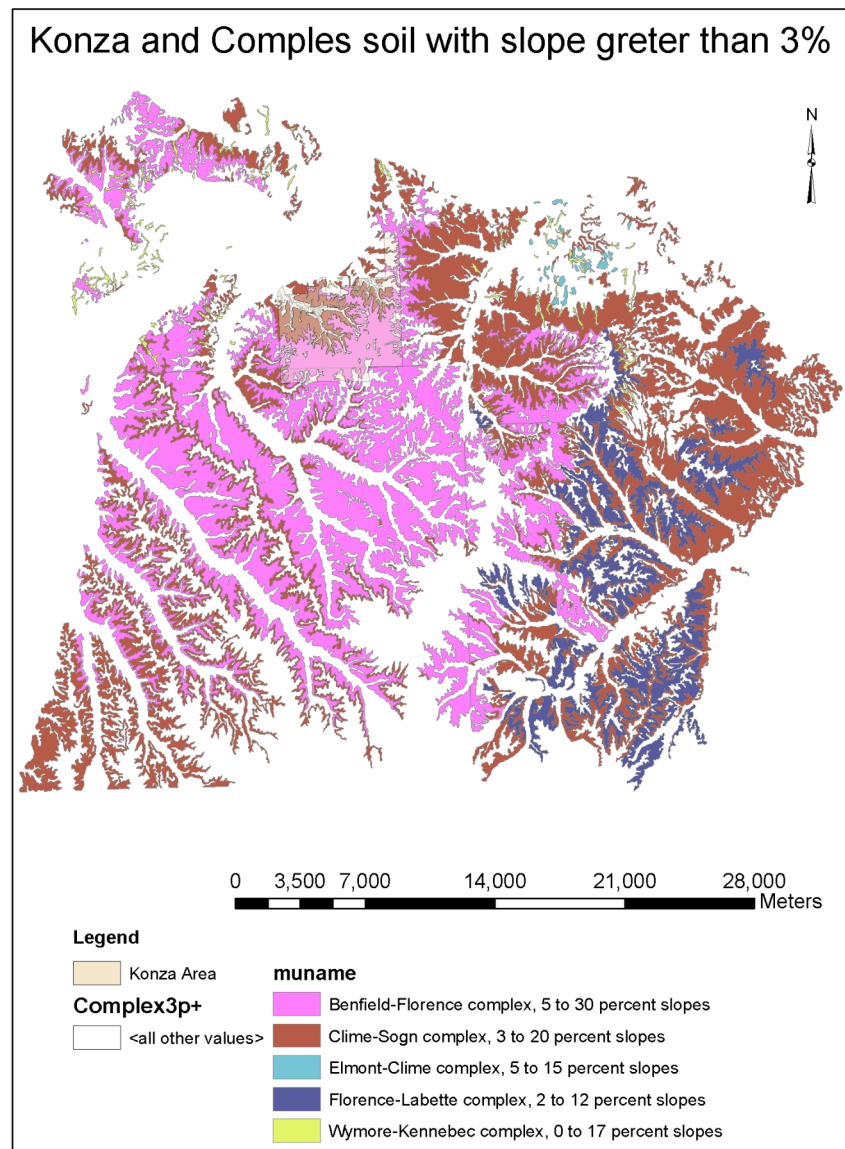 Konza and Comples soil with slope greter than 3%
N
0 3,500 7,000 14,000 21,000 28,000
Meters
Legend
Konza Area
Complex3p+
<all other values>
muname
Benfield-Florence complex, 5 to 30 percent slopes
Clime-Sogn complex, 3 to 20 percent slopes
Elmont-Clime complex, 5 to 15 percent slopes
Florence-Labette complex, 2 to 12 percent slopes
Wymore-Kennebec complex, 0 to 17 percent slopes